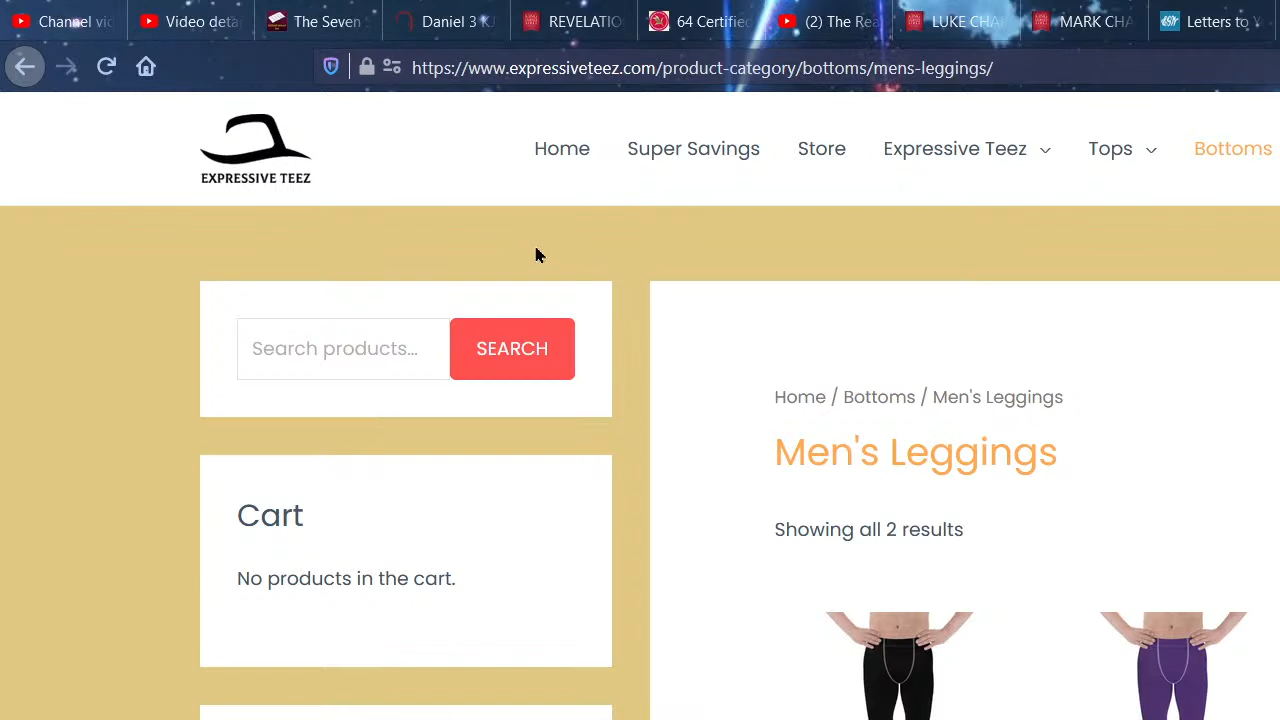 Channel vi
Video deta
The Seven
Daniel 3 KJ
REVELATIO
64 Certified
(2) The Rea
LUKE CHA
MARK CHA
Letters to Y
https://www.expressiveteez.com/product-category/bottoms/mens-leggings/
EXPRESSIVE TEEZ
Home
Super Savings
Store
Expressive Teez
Tops
Bottoms
Search products...
SEARCH
Home / Bottoms / Men's Leggings
Men's Leggings
Cart
Showing all 2 results
No products in the cart.